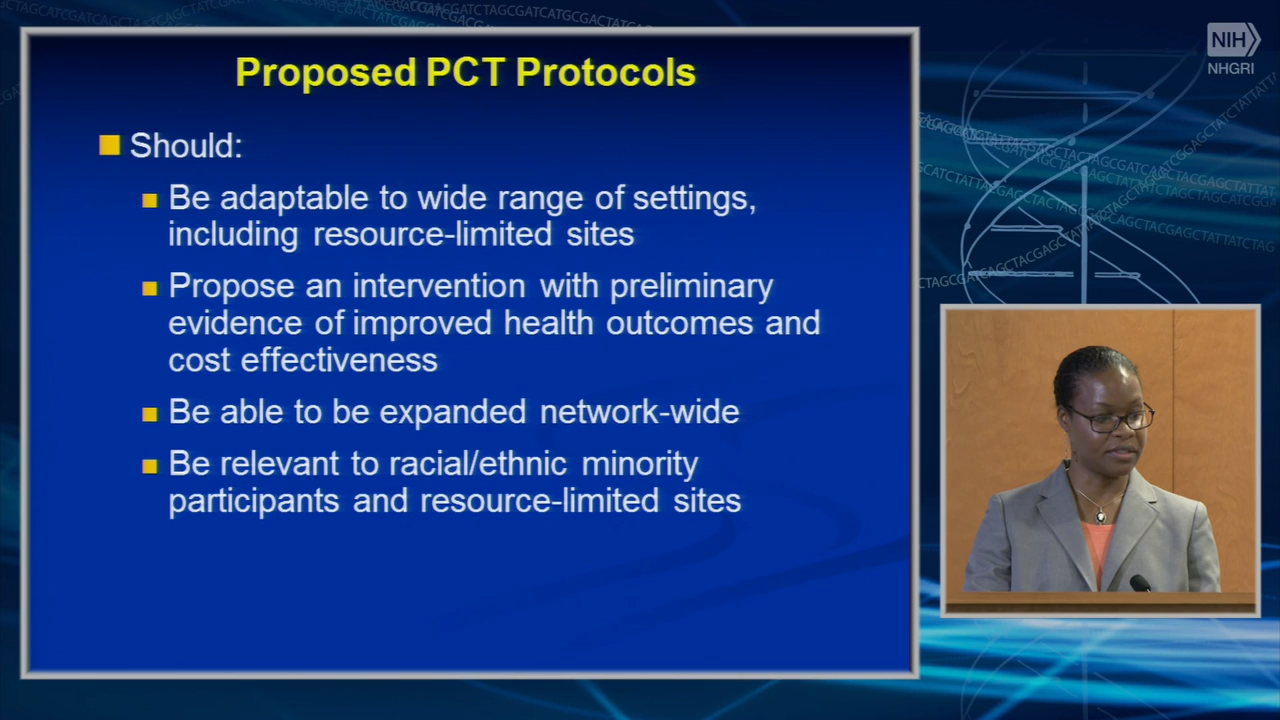 Proposed PCT Protocols
Should:
Be adaptable to wide range of settings,
including resource-limited sites
Propose an intervention with preliminary
evidence of improved health outcomes and
cost effectiveness
Be able to be expanded network-wide
Be relevant to racial/ethnic minority
participants and resource-limited sites
NIH
NHGRI